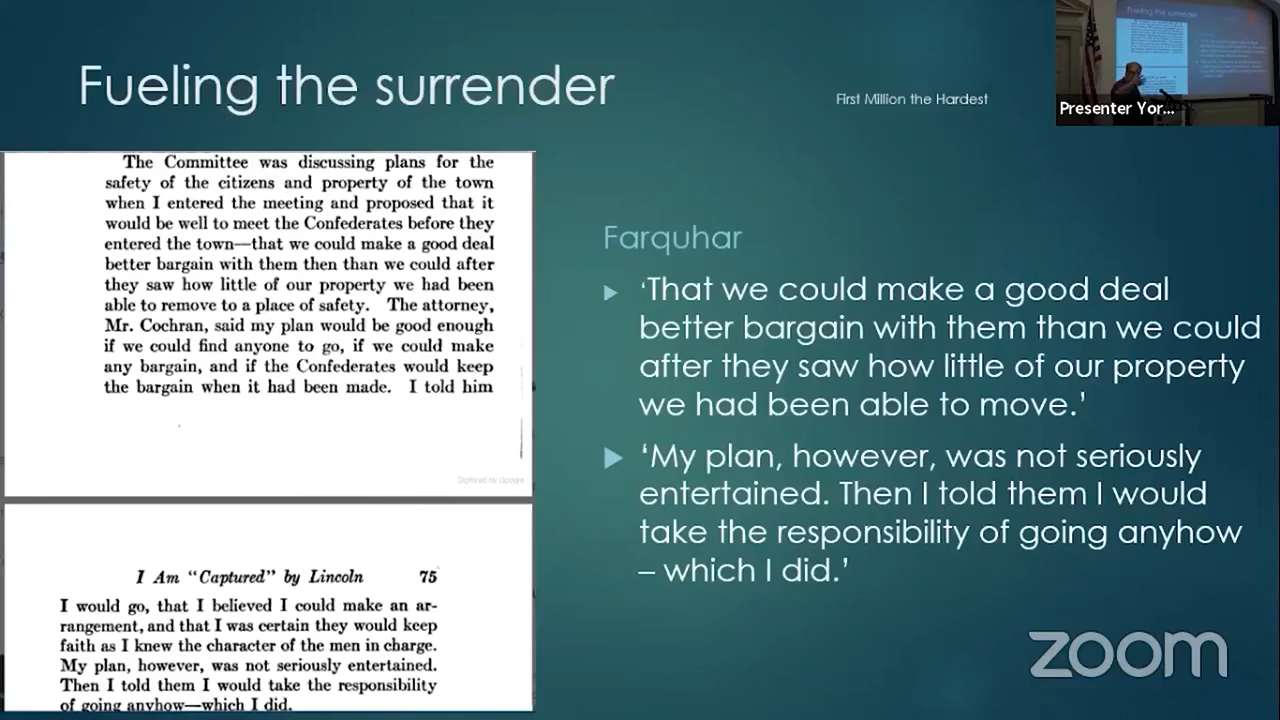 Fueling the surrender
First Million the Hardest
Presenter Yor...
The Committee was discussing plans for the
safety of the citizens and property of the town
when I entered the meeting and proposed that it
would be well to meet the Confederates before they
entered the town—that we could make a good deal
better bargain with them then than we could after
they saw how little of our property we had been
able to remove to a place of safety. The attorney,
Mr. Cochran, said my plan would be good enough
if we could find anyone to go, if we could make
any bargain, and if the Confederates would keep
the bargain when it had been made. I told him
Digitized by Google
I Am "Captured" by Lincoln 75
I would go, that I believed I could make an ar-
rangement, and that I was certain they would keep
faith as I knew the character of the men in charge.
My plan, however, was not seriously entertained.
Then I told them I would take the responsibility
of going anyhow—which I did.
Farquhar
‘That we could make a good deal
better bargain with them than we could
after they saw how little of our property
we had been able to move.’
‘My plan, however, was not seriously
entertained. Then I told them I would
take the responsibility of going anyhow
– which I did.’
zoom
Fueling the surrender